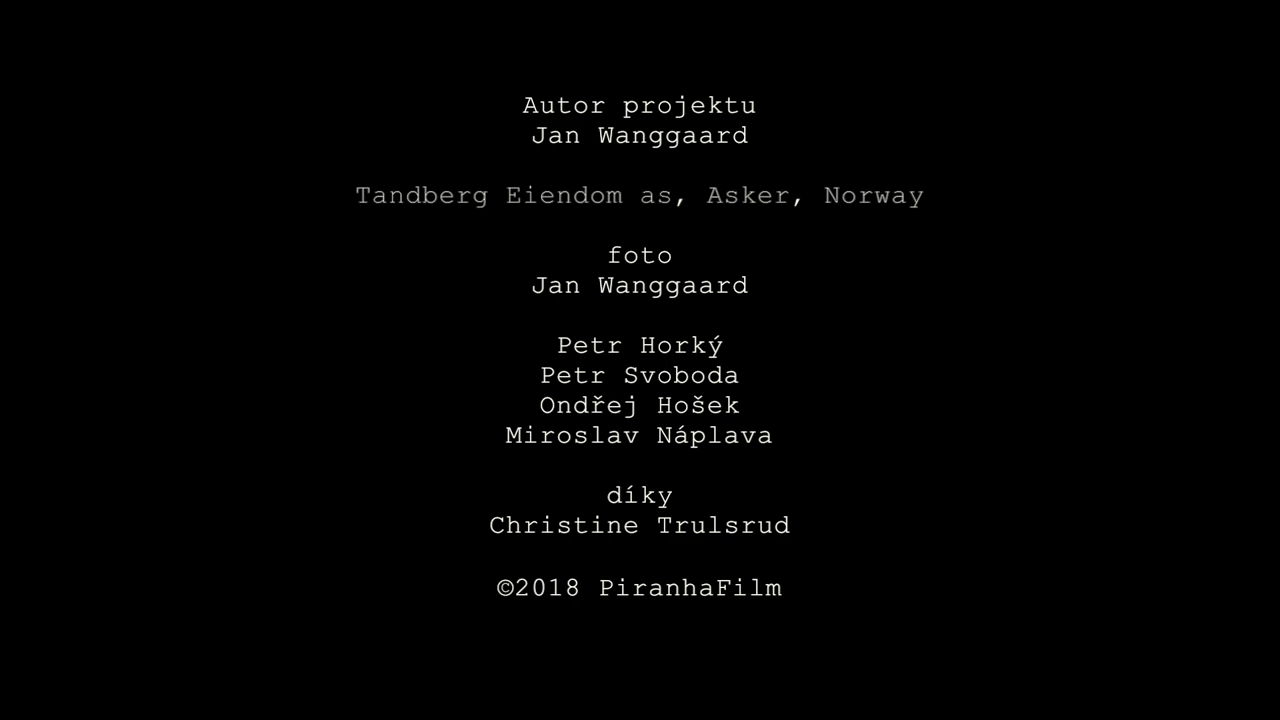 Autor projektu
Jan Wanggaard
Tandberg Eiendom as, Asker, Norway
foto
Jan Wanggaard
Petr Horký
Petr Svoboda
Ondřej Hošek
Miroslav Náplava
díky
Christine Trulsrud
©2018 PiranhaFilm